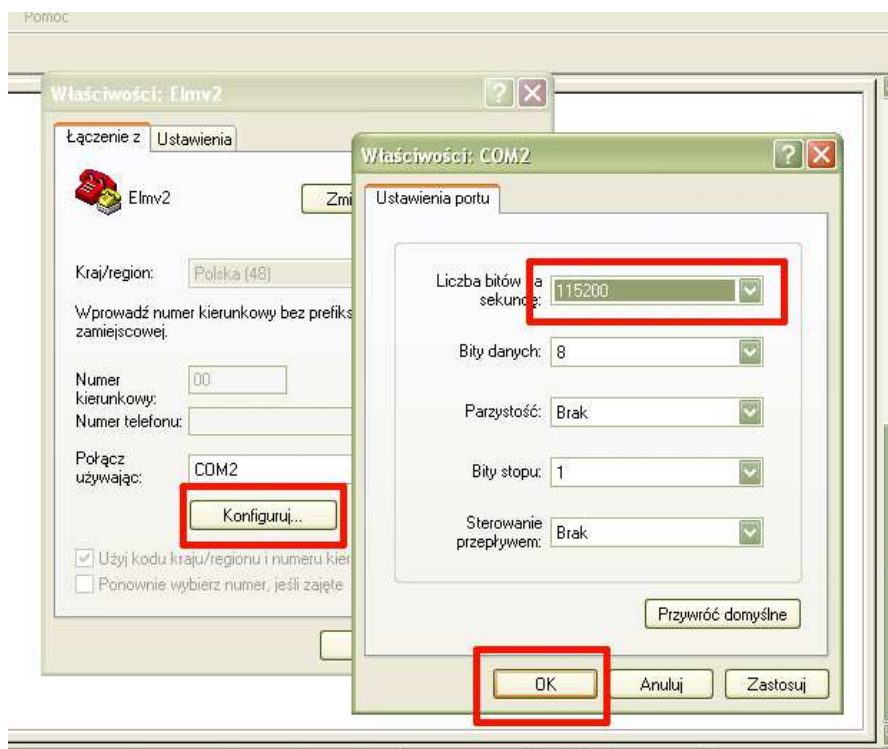 Pomoc
Właściwości: Elmv2
Łączenie z
Ustawienia
Elmv2
Zmi
Kraj/region:
Polska (48)
Wprowadź numer kierunkowy bez prefiks
zamiejscowej.
Numer
kierunkowy:
00
Numer telefonu:
Połącz
używając:
COM2
Konfiguruj...
Użyj kodu kraju/regionu i numeru kier
Ponownie wybierz numer, jeśli zajęte
Właściwości: COM2
Ustawienia portu
Liczba bitów a
sekundę:
115200
Bity danych:
8
Parzystość:
Brak
Bity stopu:
1
Sterowanie
przepływem:
Brak
Przywróć domyślne
OK
Anuluj
Zastosuj